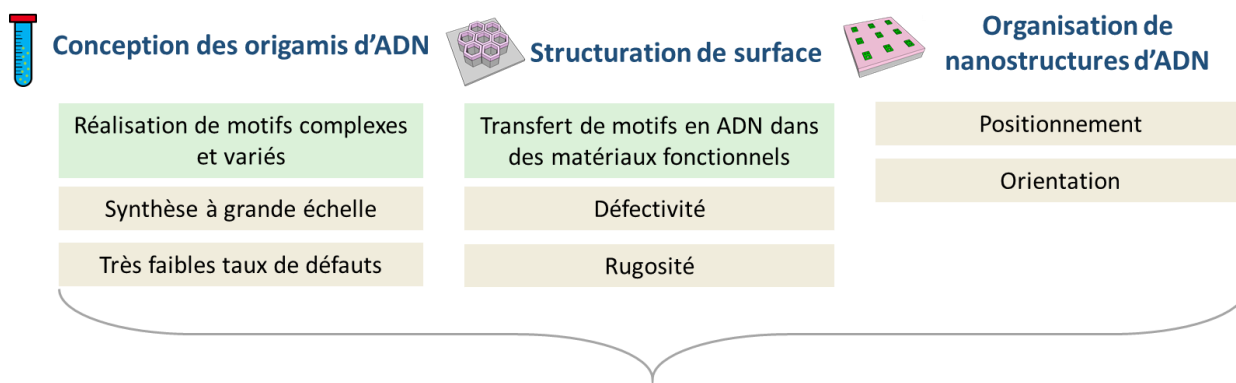 Conception des origamis d'ADN
Réalisation de motifs complexes
et variés
Synthèse à grande échelle
Très faibles taux de défauts
Structuration de surface
Transfert de motifs en ADN dans
des matériaux fonctionnels
Défectivité
Rugosité
Organisation de
nanostructures d'ADN
Positionnement
Orientation